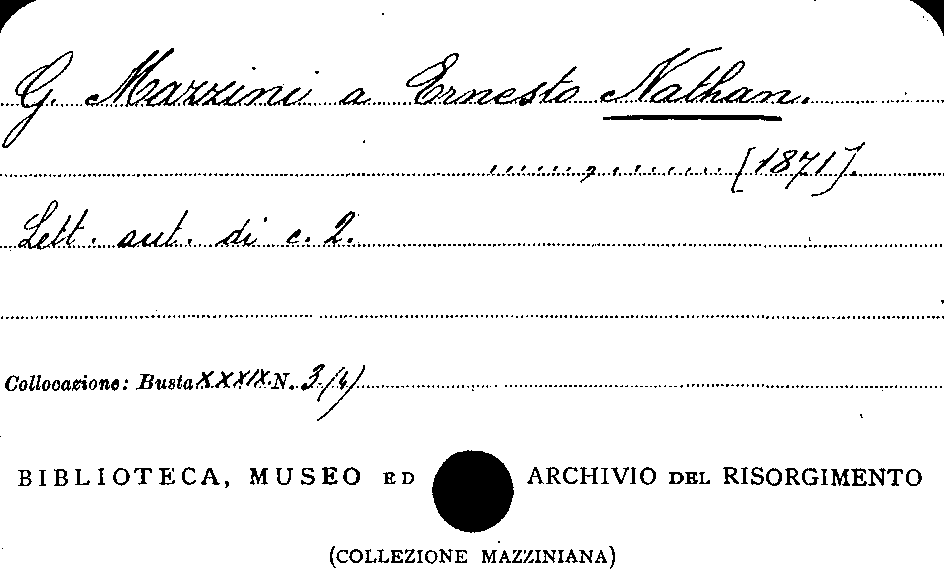 G. Mazzini a Ernesto Nathan.
......, ....... [1871].
Lett. aut. di c. 2.
Collocazione: Busta XXXIX N. 3 (4)
BIBLIOTECA, MUSEO ED ARCHIVIO DEL RISORGIMENTO
(COLLEZIONE MAZZINIANA)